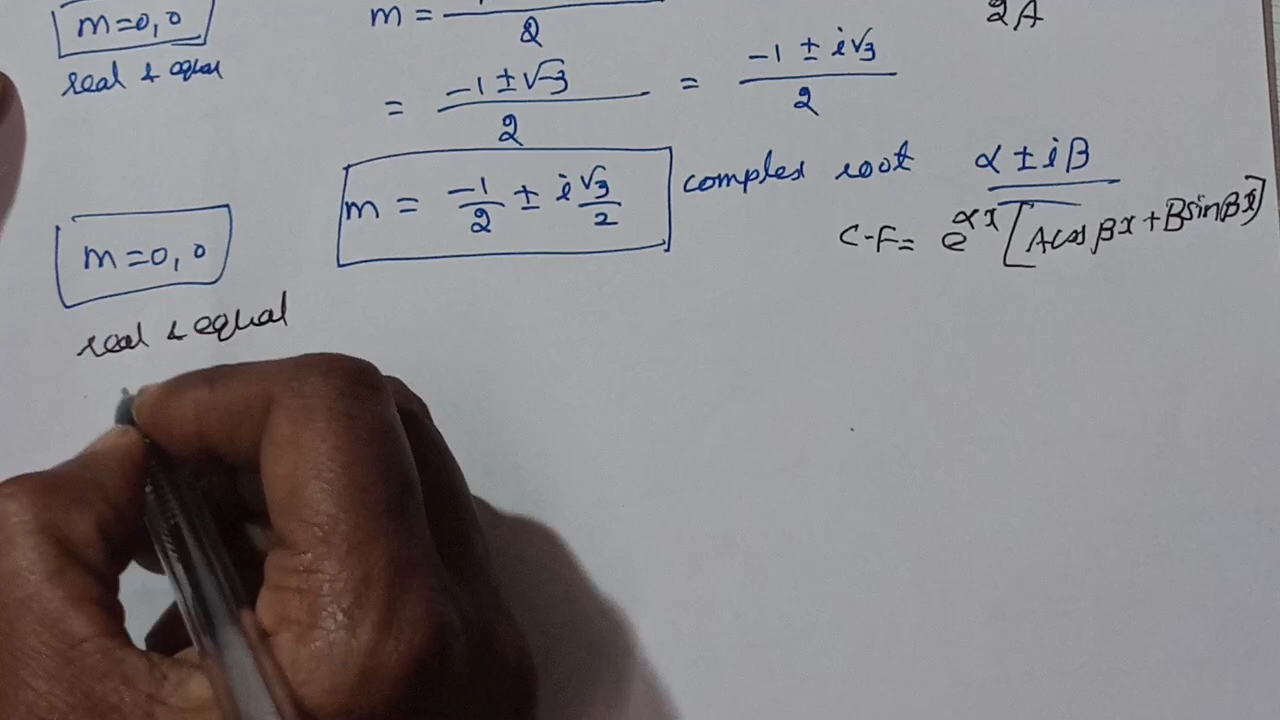 m=0,0
real & equal
m = 2
2A
= -1 ± √-3 / 2 = -1 ± i√3 / 2
m = -1/2 ± i √3/2
complex root α ± iβ
C-F = e^αx [A cos βx + B sin βx]
m=0,0
real & equal